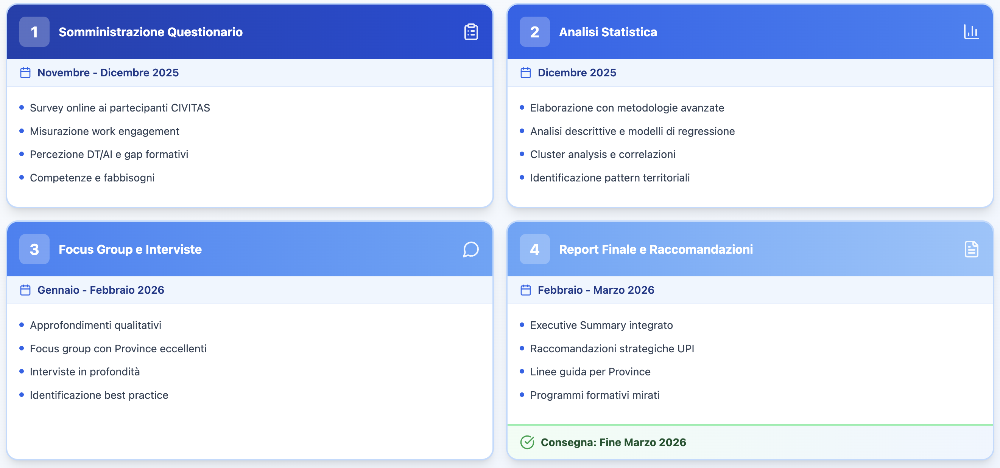 1
Somministrazione Questionario
Novembre - Dicembre 2025
Survey online ai partecipanti CIVITAS
Misurazione work engagement
Percezione DT/AI e gap formativi
Competenze e fabbisogni
2
Analisi Statistica
Dicembre 2025
Elaborazione con metodologie avanzate
Analisi descrittive e modelli di regressione
Cluster analysis e correlazioni
Identificazione pattern territoriali
3
Focus Group e Interviste
Gennaio - Febbraio 2026
Approfondimenti qualitativi
Focus group con Province eccellenti
Interviste in profondità
Identificazione best practice
4
Report Finale e Raccomandazioni
Febbraio - Marzo 2026
Executive Summary integrato
Raccomandazioni strategiche UPI
Linee guida per Province
Programmi formativi mirati
Consegna: Fine Marzo 2026